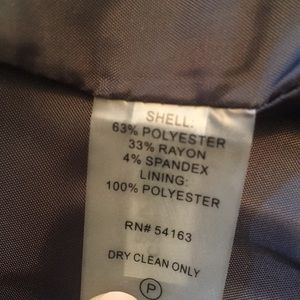 SHELL:
63% POLYESTER
33% RAYON
4% SPANDEX
LINING:
100% POLYESTER
RN# 54163
DRY CLEAN ONLY
P